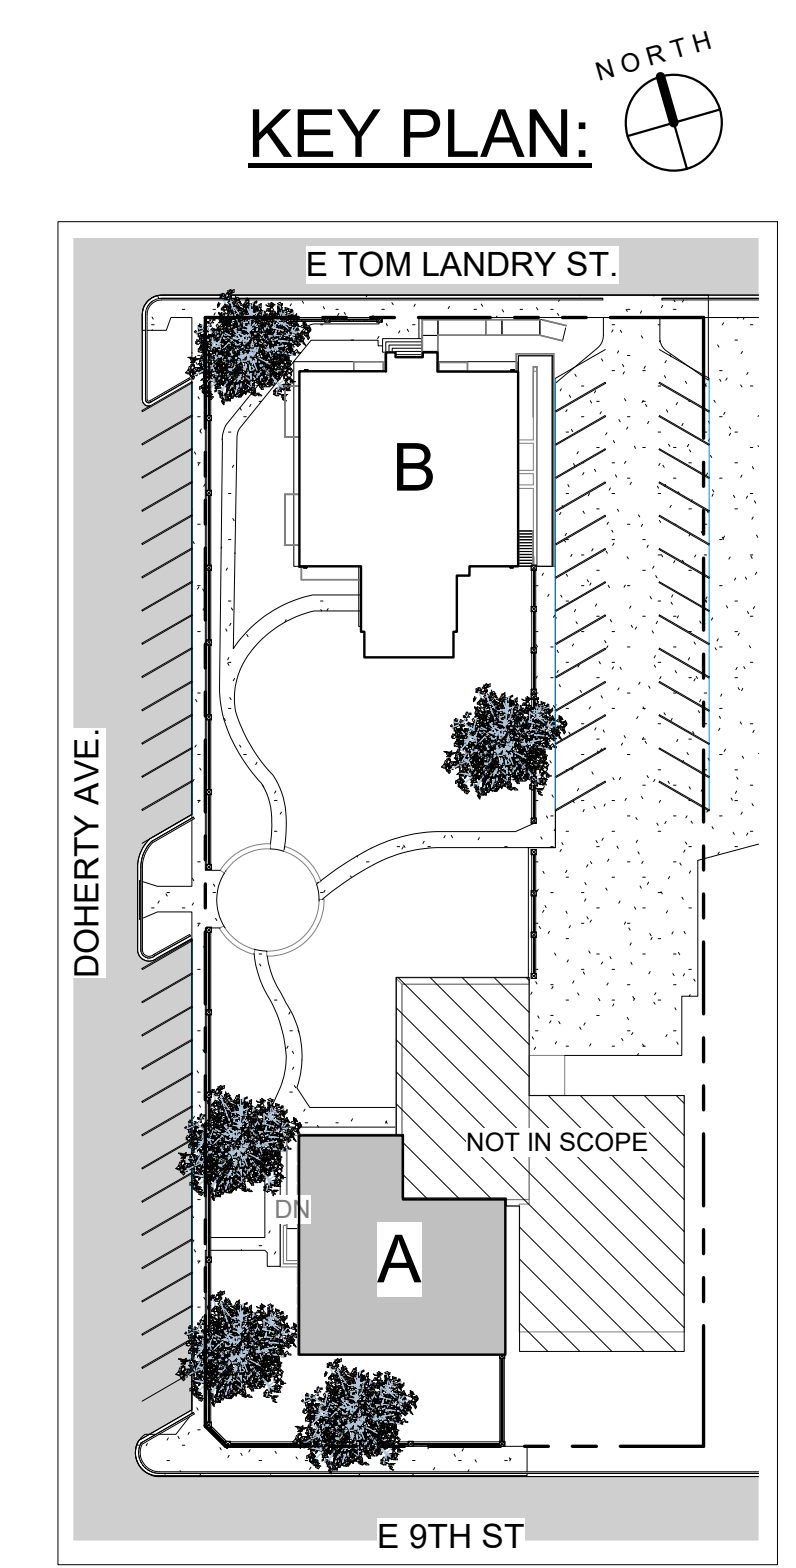 NORTH
KEY PLAN:
E TOM LANDRY ST.
B
DOHERTY AVE.
NOT IN SCOPE
DN
A
E 9TH ST